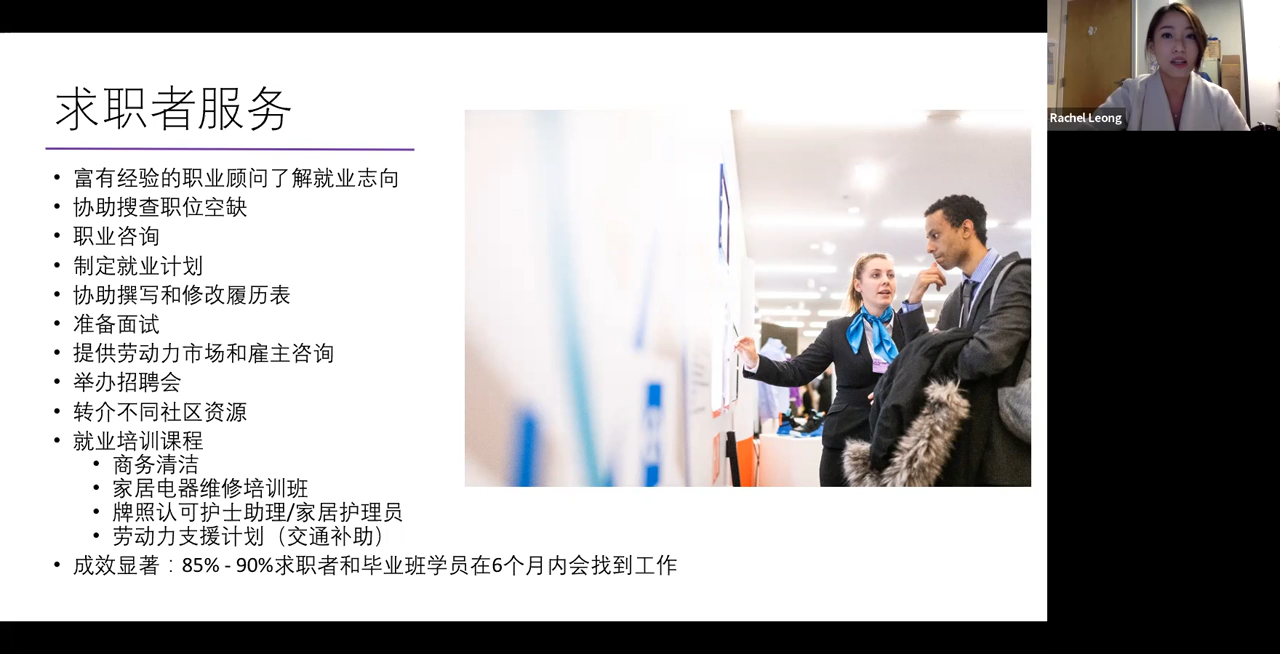 求职者服务
• 富有经验的职业顾问了解就业志向
• 协助搜查职位空缺
• 职业咨询
• 制定就业计划
• 协助撰写和修改履历表
• 准备面试
• 提供劳动力市场和雇主咨询
• 举办招聘会
• 转介不同社区资源
• 就业培训课程
• 商务清洁
• 家居电器维修培训班
• 牌照认可护士助理/家居护理员
• 劳动力支援计划（交通补助）
• 成效显著：85% - 90%求职者和毕业班学员在6个月内会找到工作
Rachel Leong